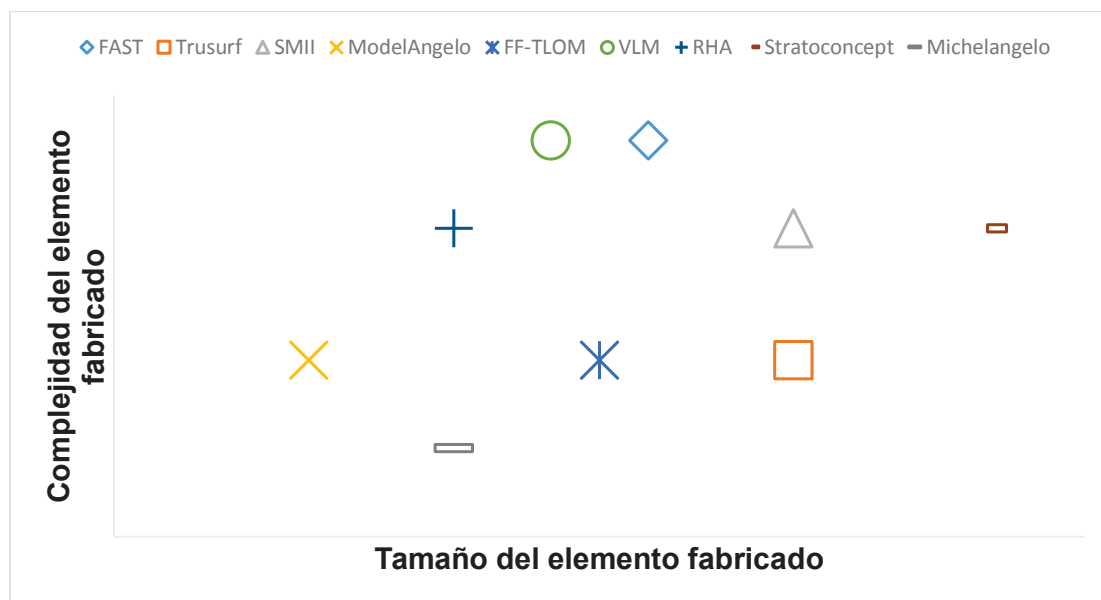 FAST Trusurf SMII ModelAngelo FF-TLOM VLM RHA Stratoconcept Michelangelo
Complejidad del elemento
fabricado
Tamaño del elemento fabricado